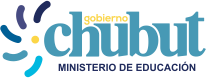 gobierno
chubut
MINISTERIO DE EDUCACIÓN